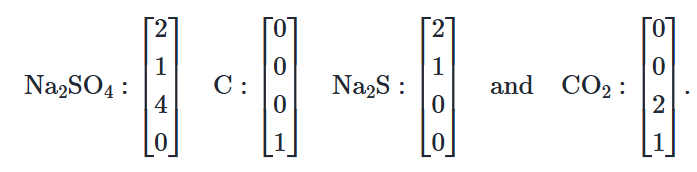 Na₂SO₄ : [2 1 4 0] C : [0 0 0 1] Na₂S : [2 1 0 0] and CO₂ : [0 0 2 1] .